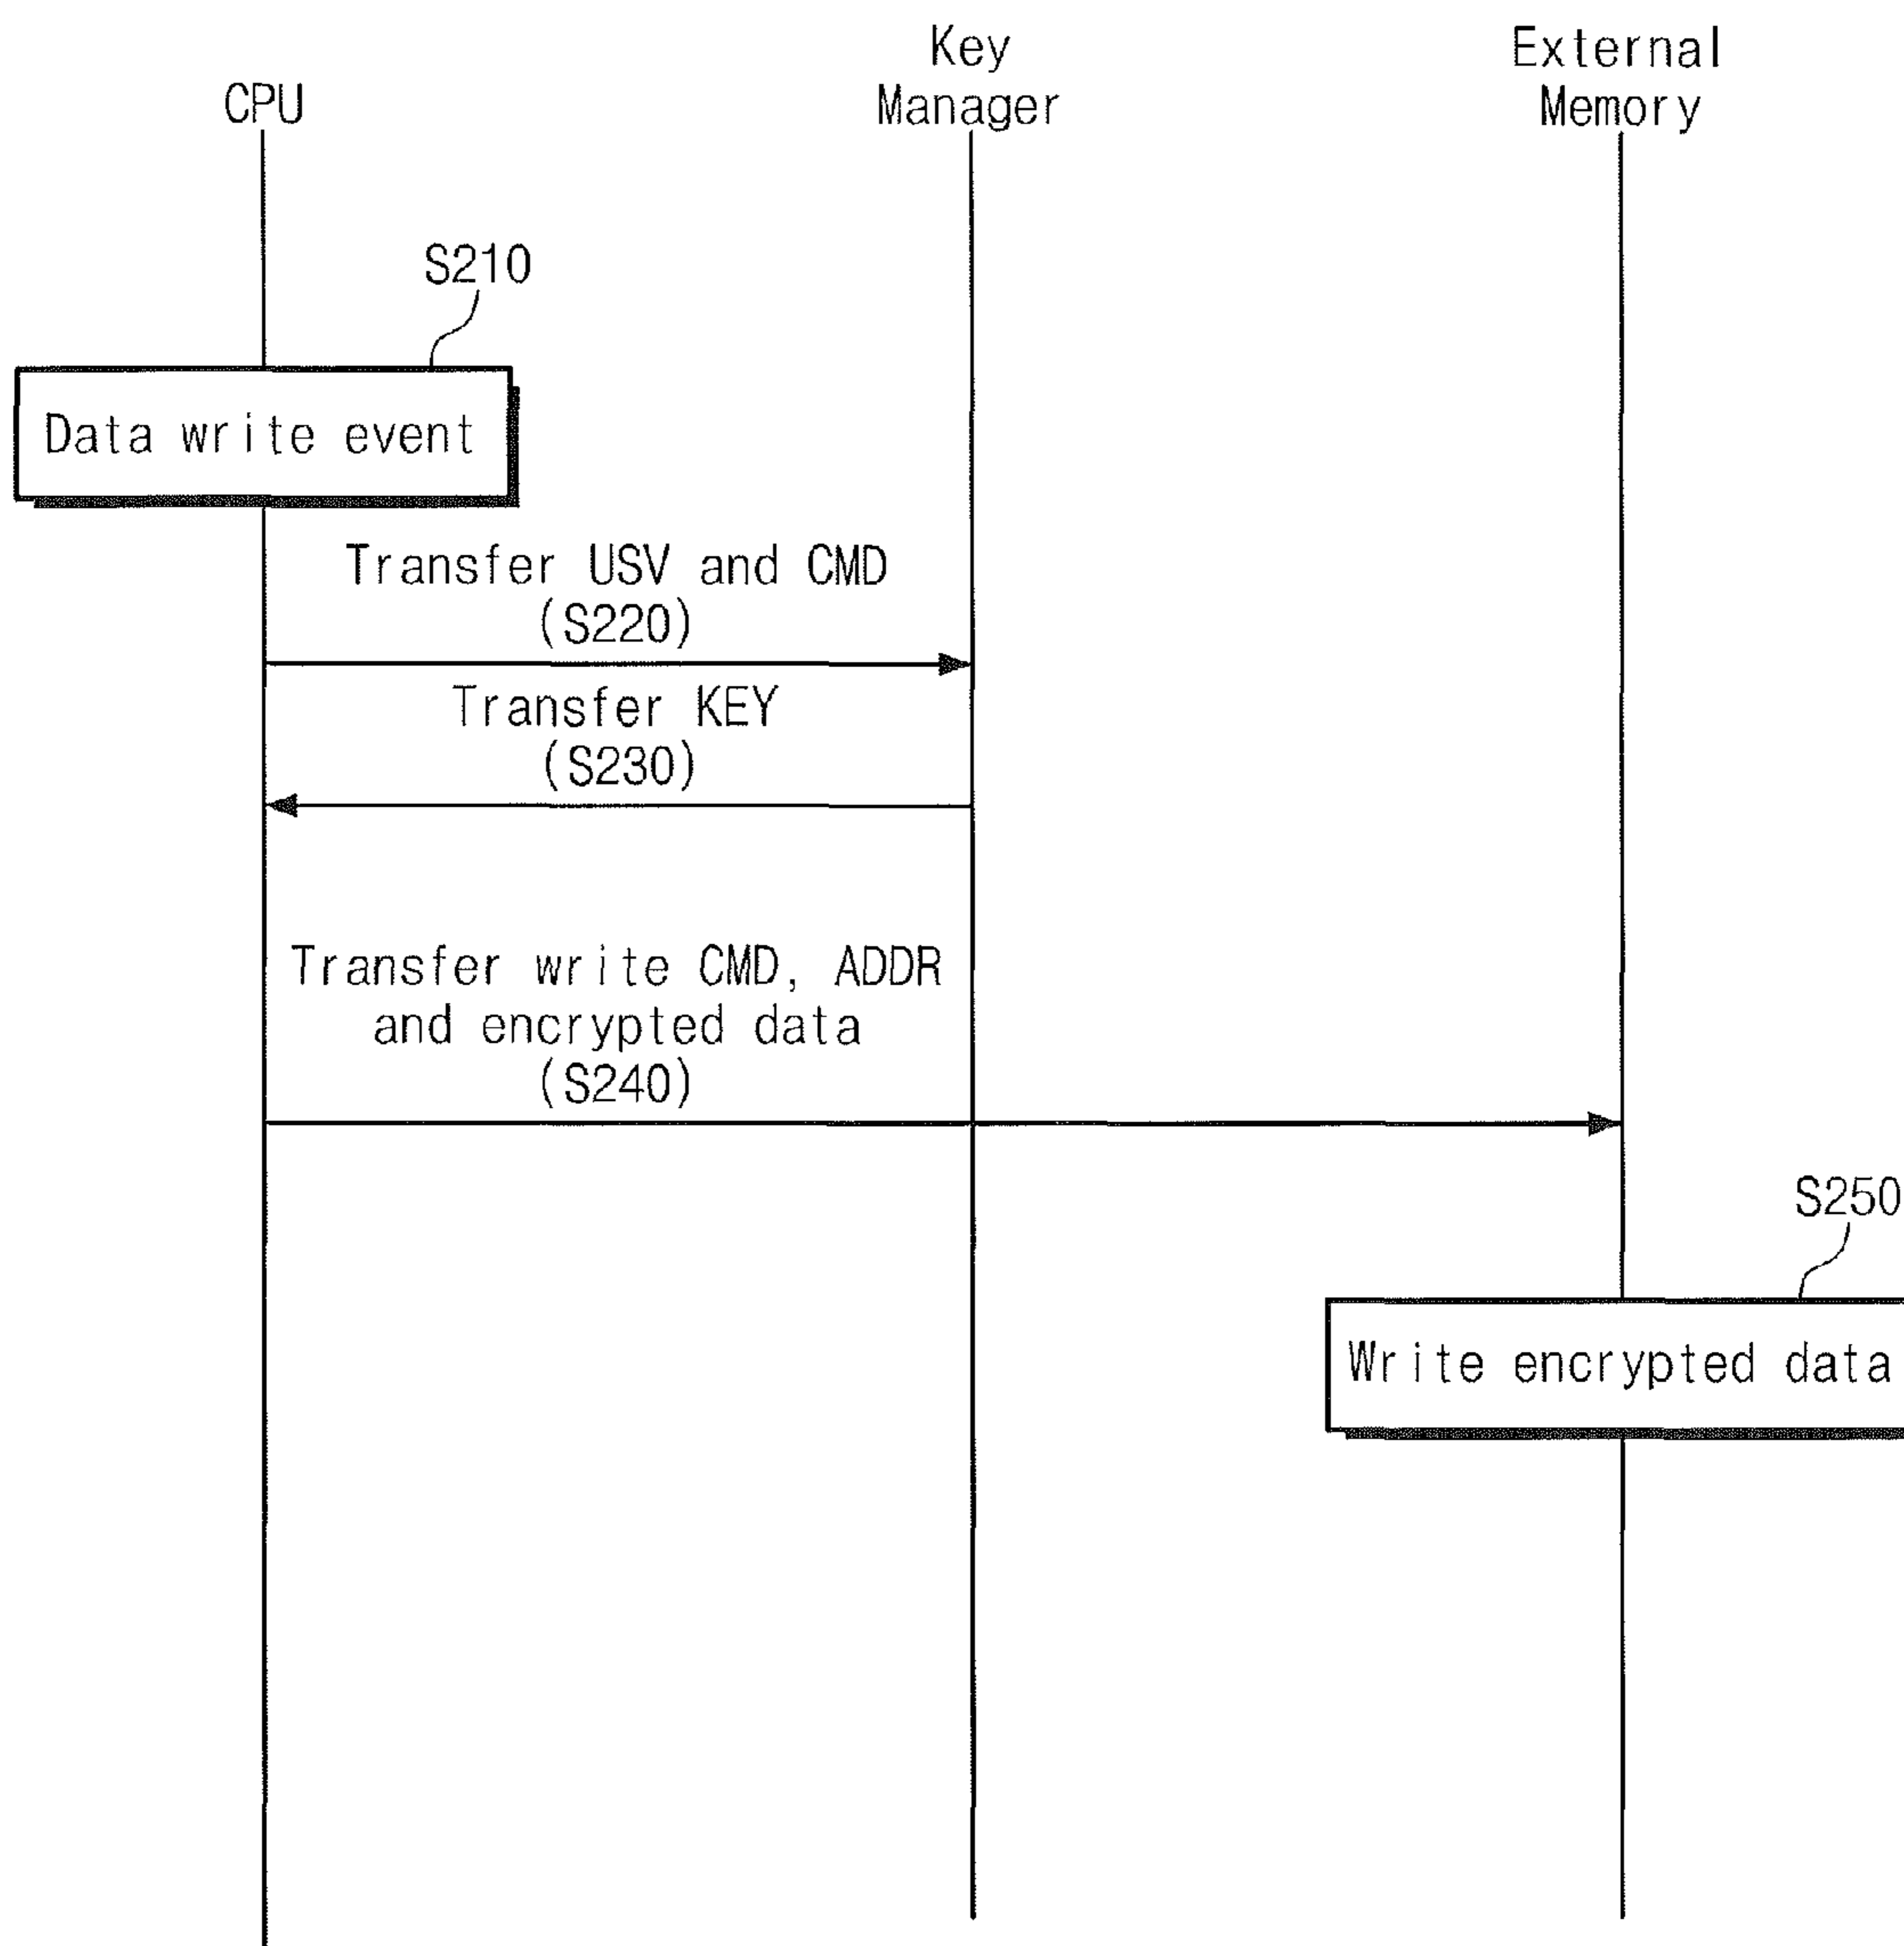 CPU
Key
Manager
External
Memory
S210
Data write event
Transfer USV and CMD
(S220)
Transfer KEY
(S230)
Transfer write CMD, ADDR
and encrypted data
(S240)
S250
Write encrypted data